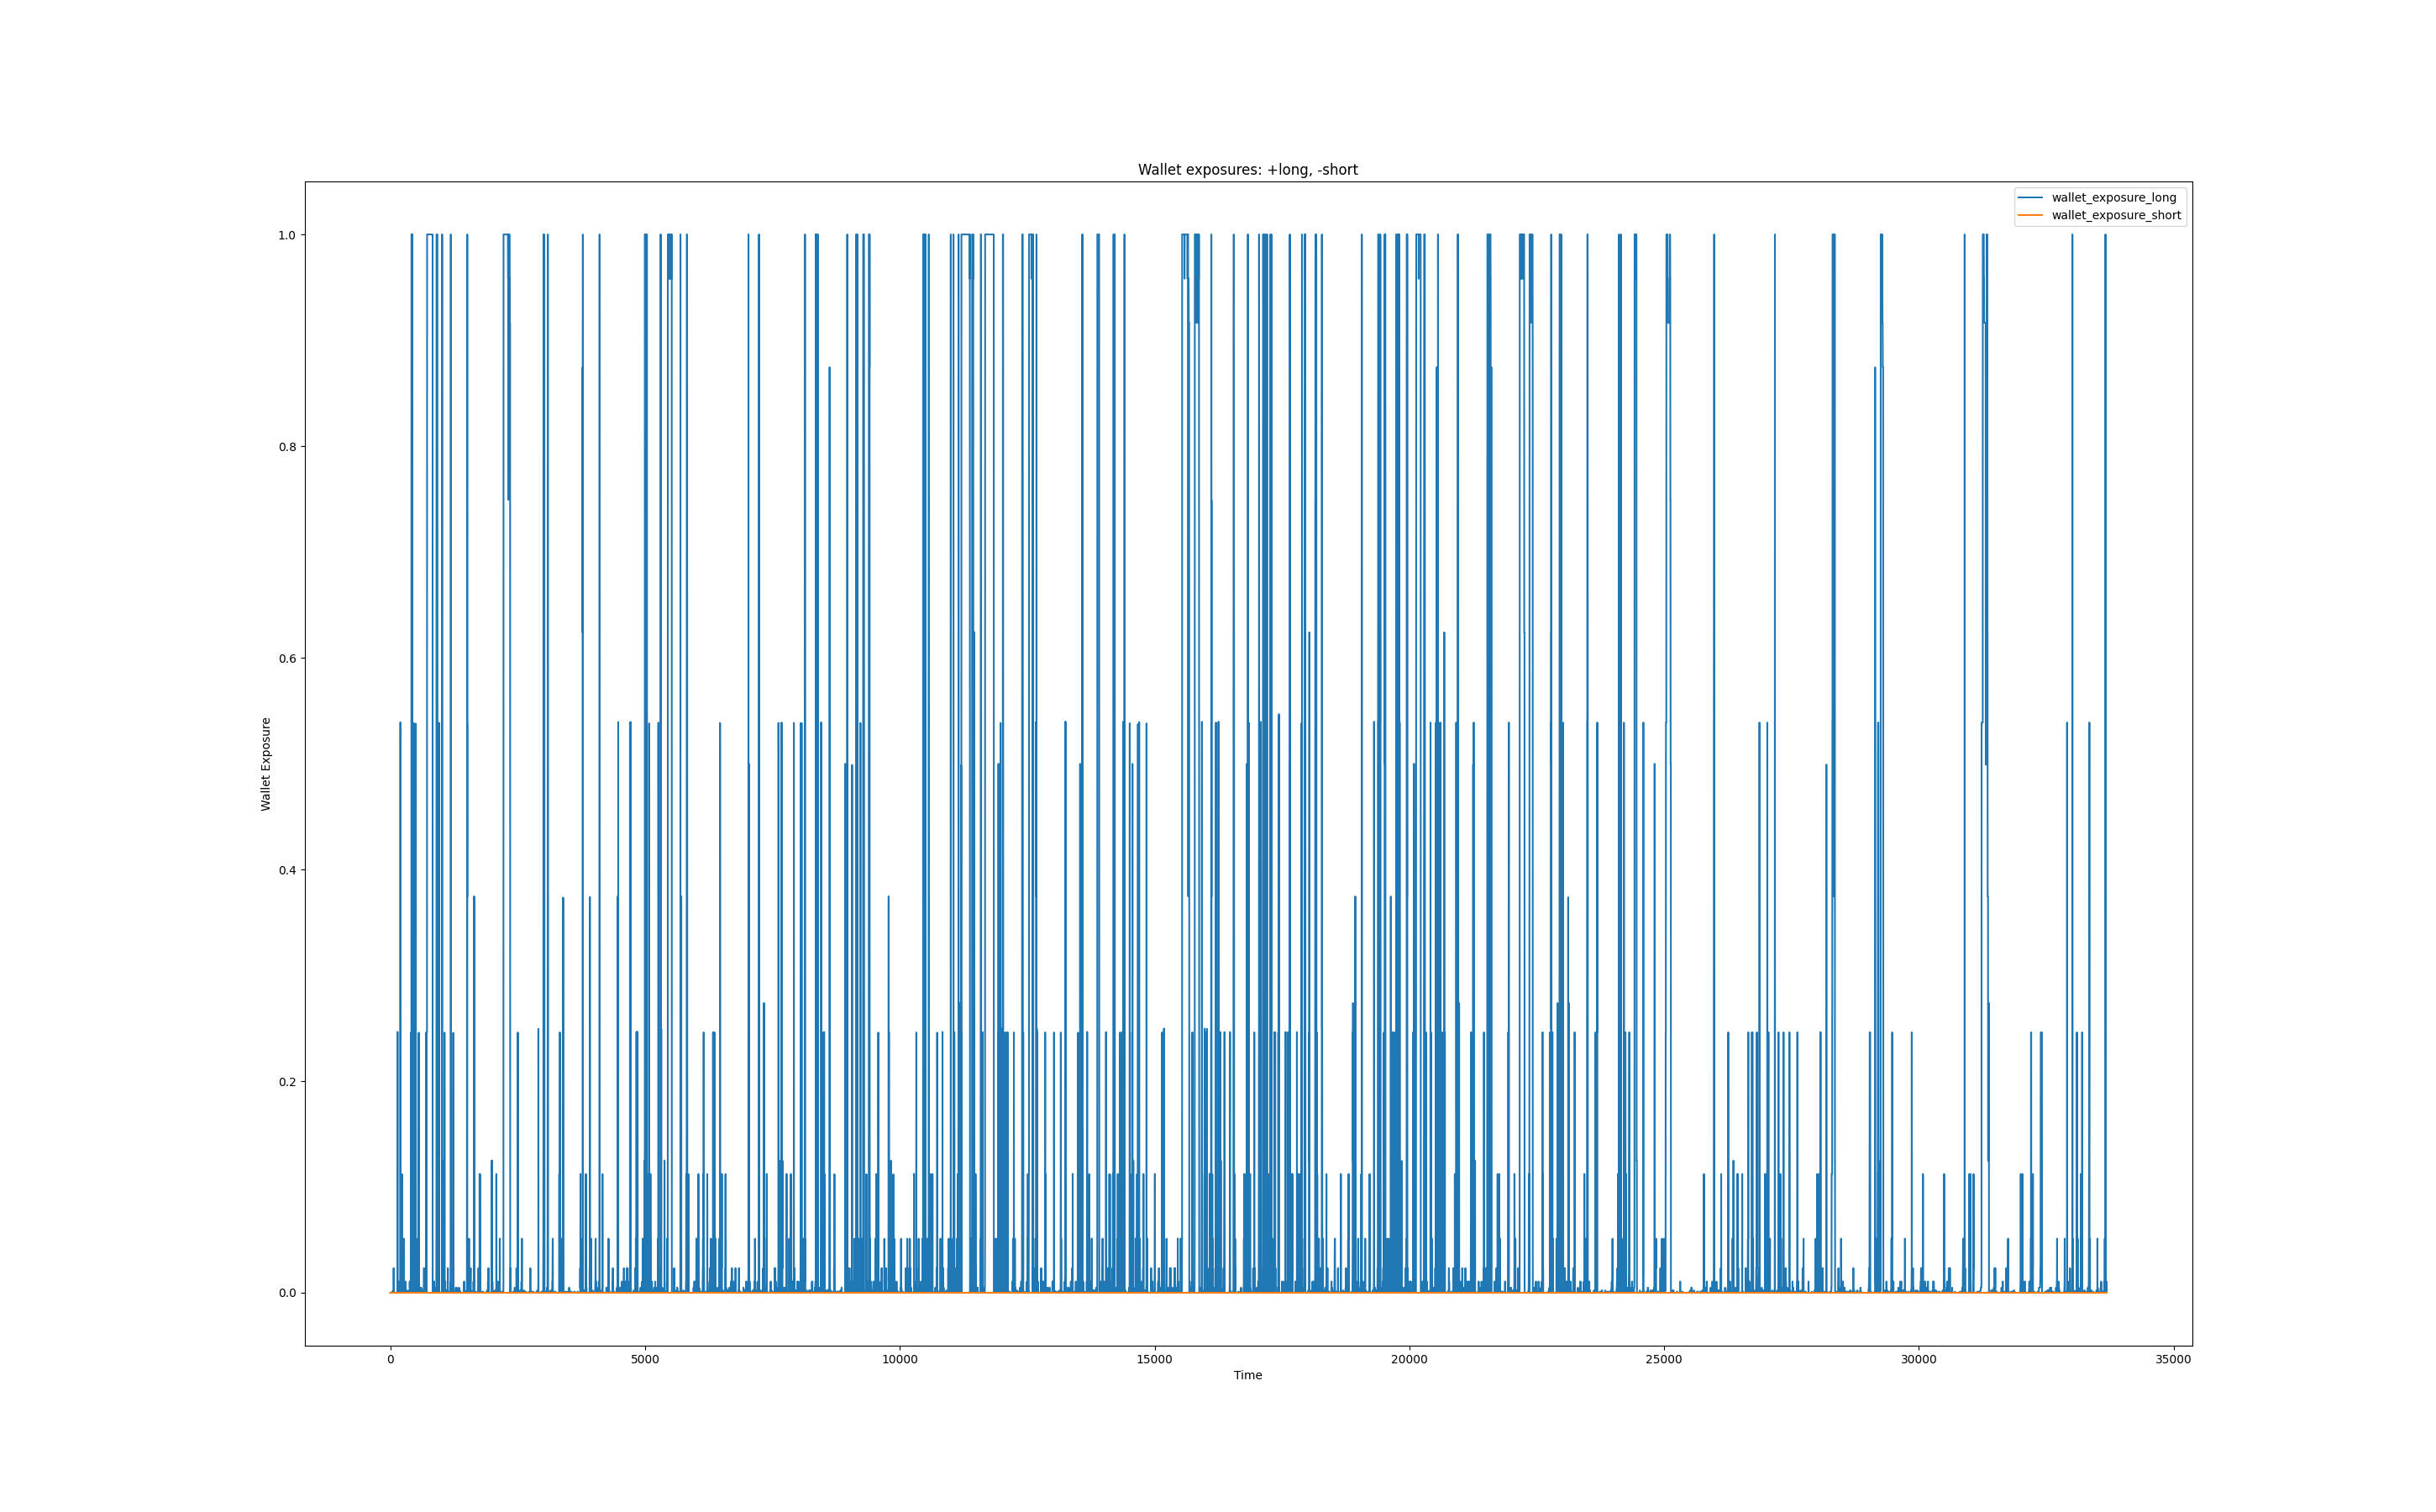 Wallet exposures: +long, -short
wallet_exposure_long
wallet_exposure_short
1.0
0.8
0.6
0.4
0.2
0.0
Wallet Exposure
0 5000 10000 15000 20000 25000 30000 35000
Time